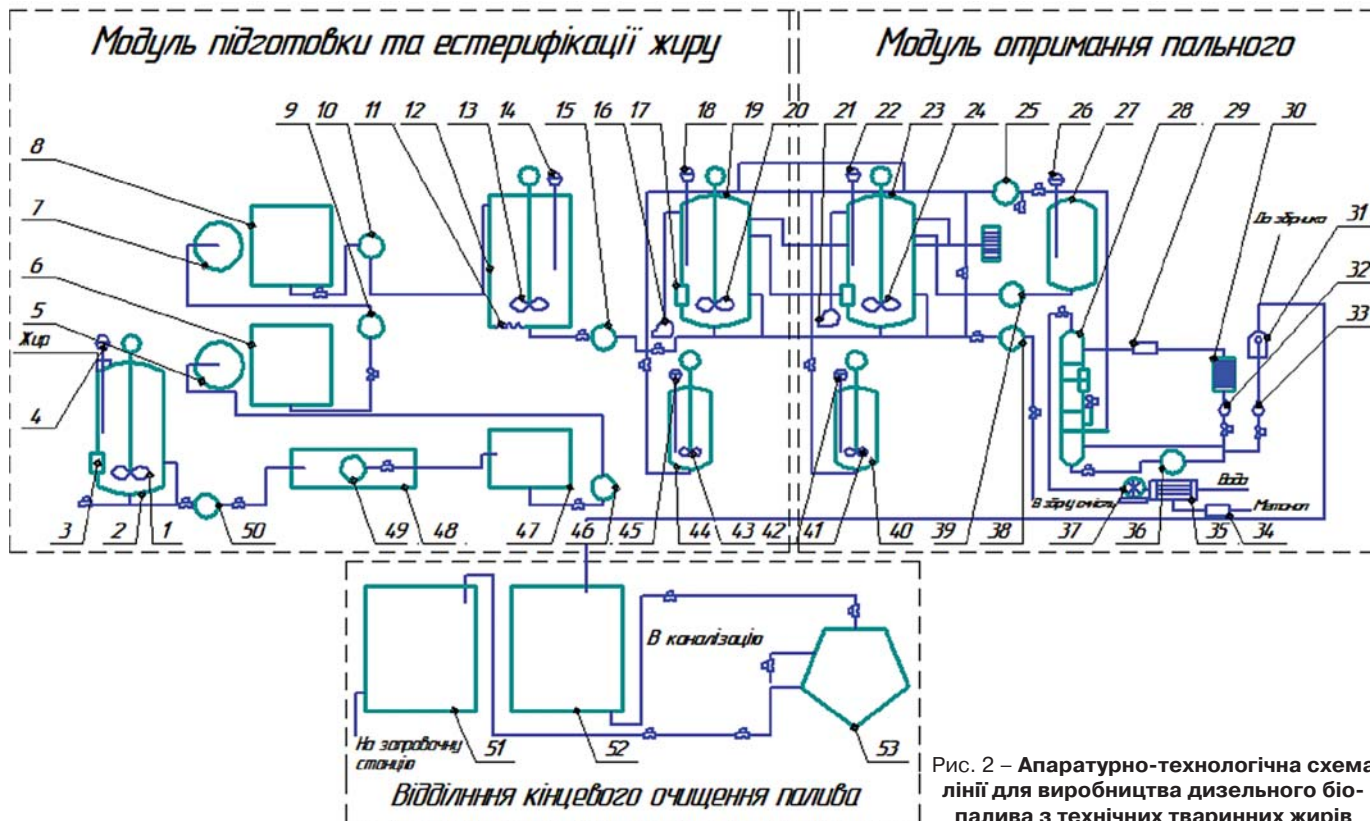 Модуль підготовки та естерифікації жиру
Модуль отримання пального
9 10 11 12 13 14 15 16 17 18 19 20 21 22 23 24 25 26 27 28 29 30
8
7
6
5
Жир
4
31
До збірника
32
33
3 2 1 50 49 48 47 46 45 44 43 42 41 40 39 38 37 36 35 34
Вода
Метанол
51 52 53
В каналізацію
На заправочну
станцію
Відділнння кінцевого очищення палива
Рис. 2 – Апаратурно-технологічна схема
лінії для виробництва дизельного біо-
палива з технічних тваринних жирів